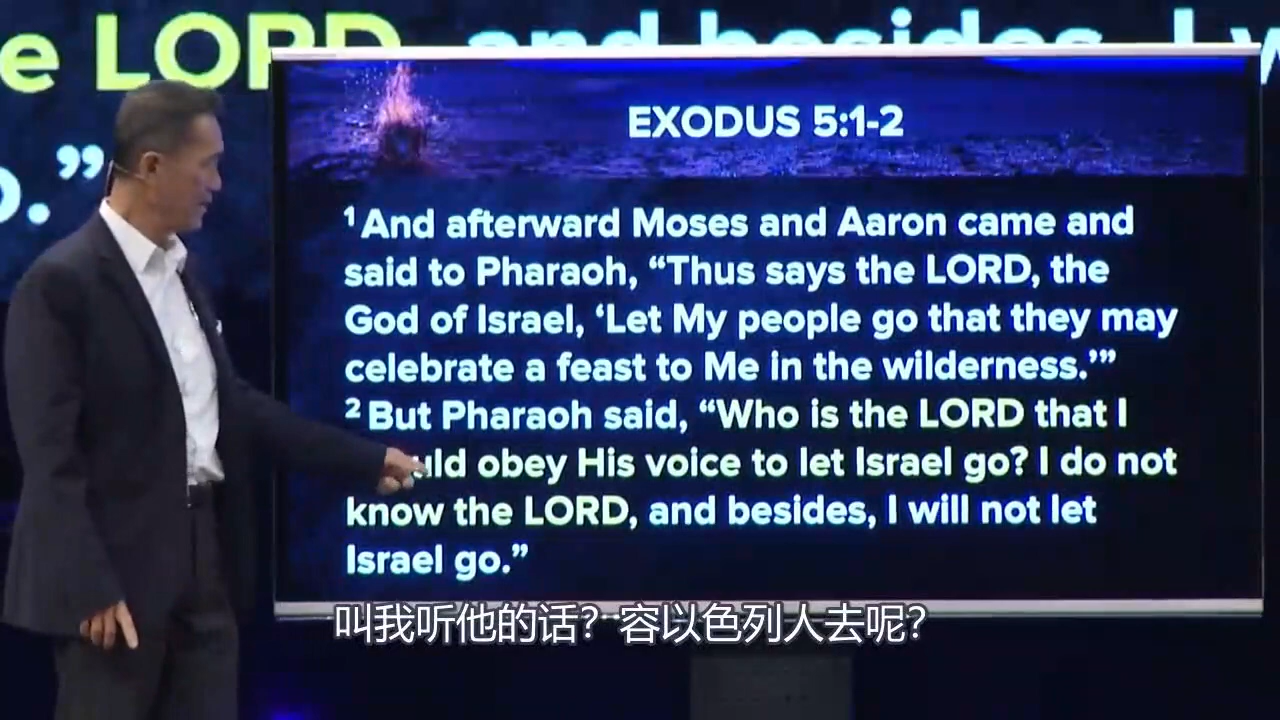 e LORD, and besides, I w
o.”
EXODUS 5:1-2
¹ And afterward Moses and Aaron came and
said to Pharaoh, “Thus says the LORD, the
God of Israel, ‘Let My people go that they may
celebrate a feast to Me in the wilderness.’”
² But Pharaoh said, “Who is the LORD that I
uld obey His voice to let Israel go? I do not
know the LORD, and besides, I will not let
Israel go.”
叫我听他的话？容以色列人去呢？